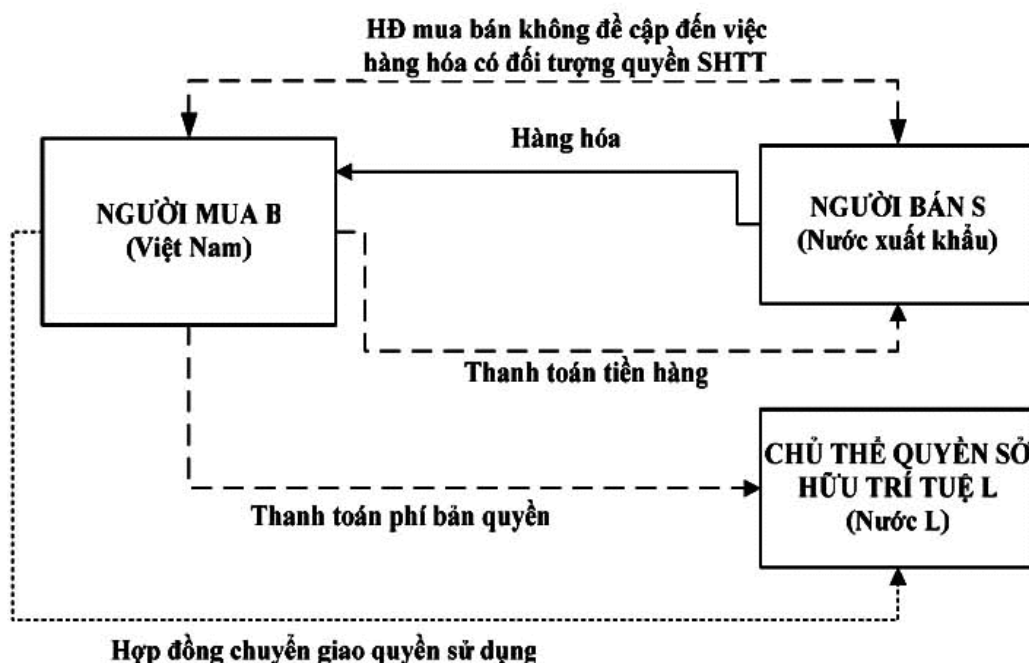 HĐ mua bán không đề cập đến việc
hàng hóa có đối tượng quyền SHTT
Hàng hóa
NGƯỜI MUA B
(Việt Nam)
NGƯỜI BÁN S
(Nước xuất khẩu)
Thanh toán tiền hàng
CHỦ THỂ QUYỀN SỞ
HỮU TRÍ TUỆ L
(Nước L)
Thanh toán phí bản quyền
Hợp đồng chuyển giao quyền sử dụng